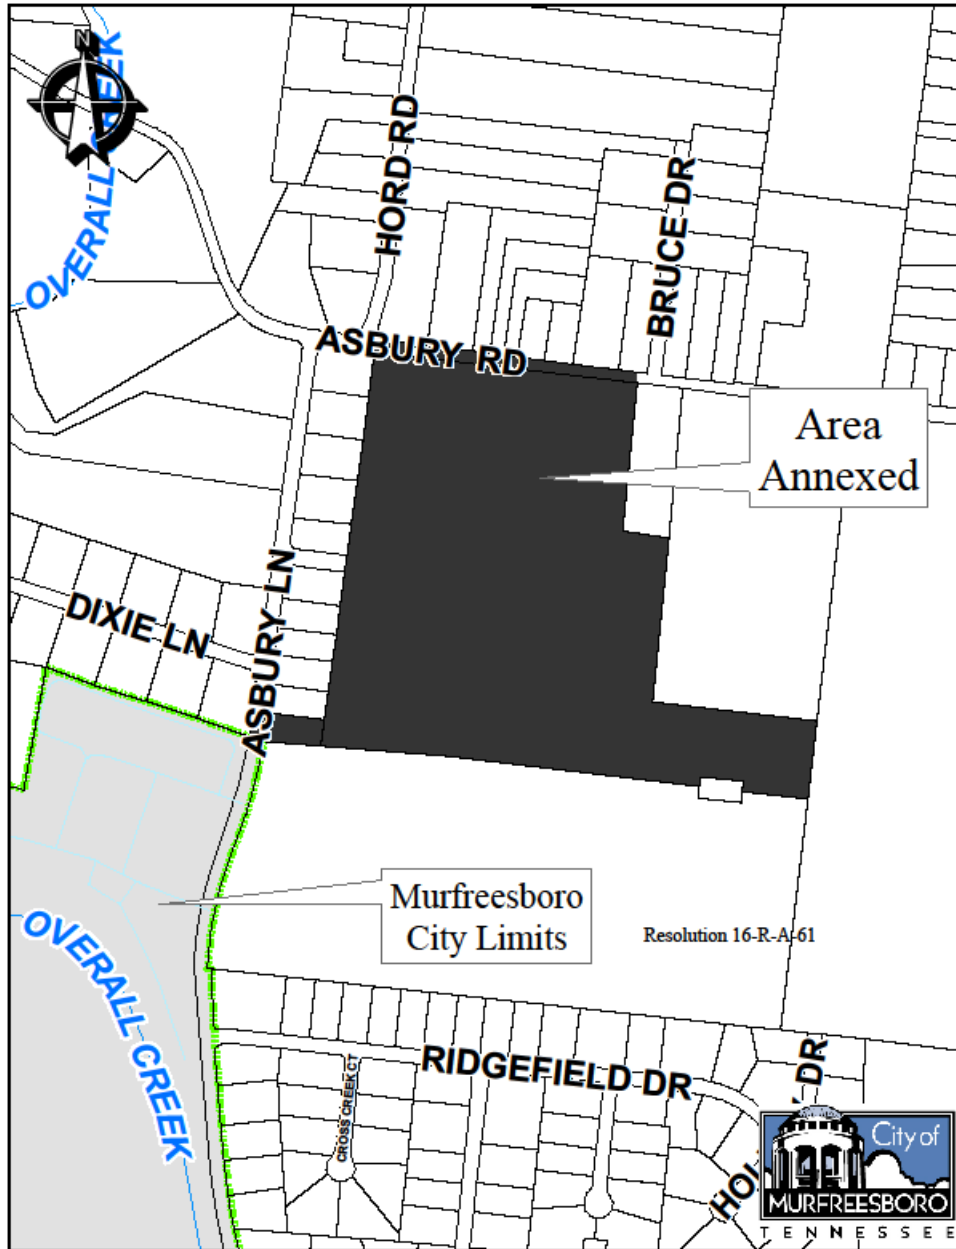 N
OVERALL CREEK
HORD RD
BRUCE DR
ASBURY RD
Area
Annexed
ASBURY LN
DIXIE LN
Murfreesboro
City Limits
Resolution 16-R-A-61
OVERALL CREEK
RIDGEFIELD DR
CROSS CREEK CT
DR
City of
MURFREESBORO
TENNESSEE